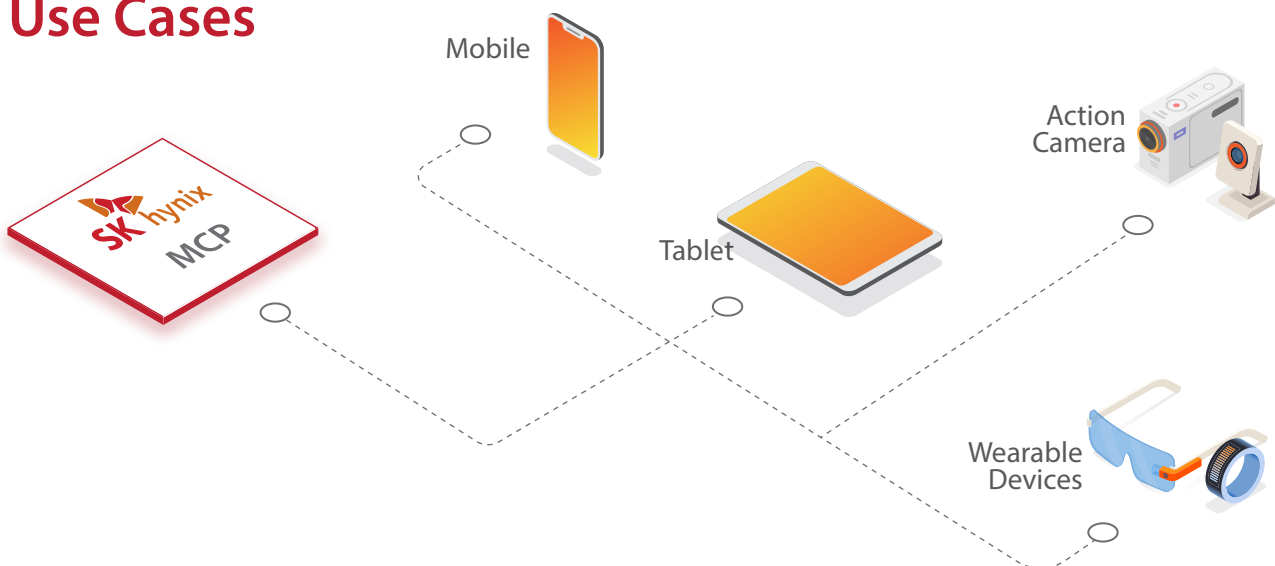 Use Cases
Mobile
Action
Camera
SK hynix
MCP
Tablet
Wearable
Devices